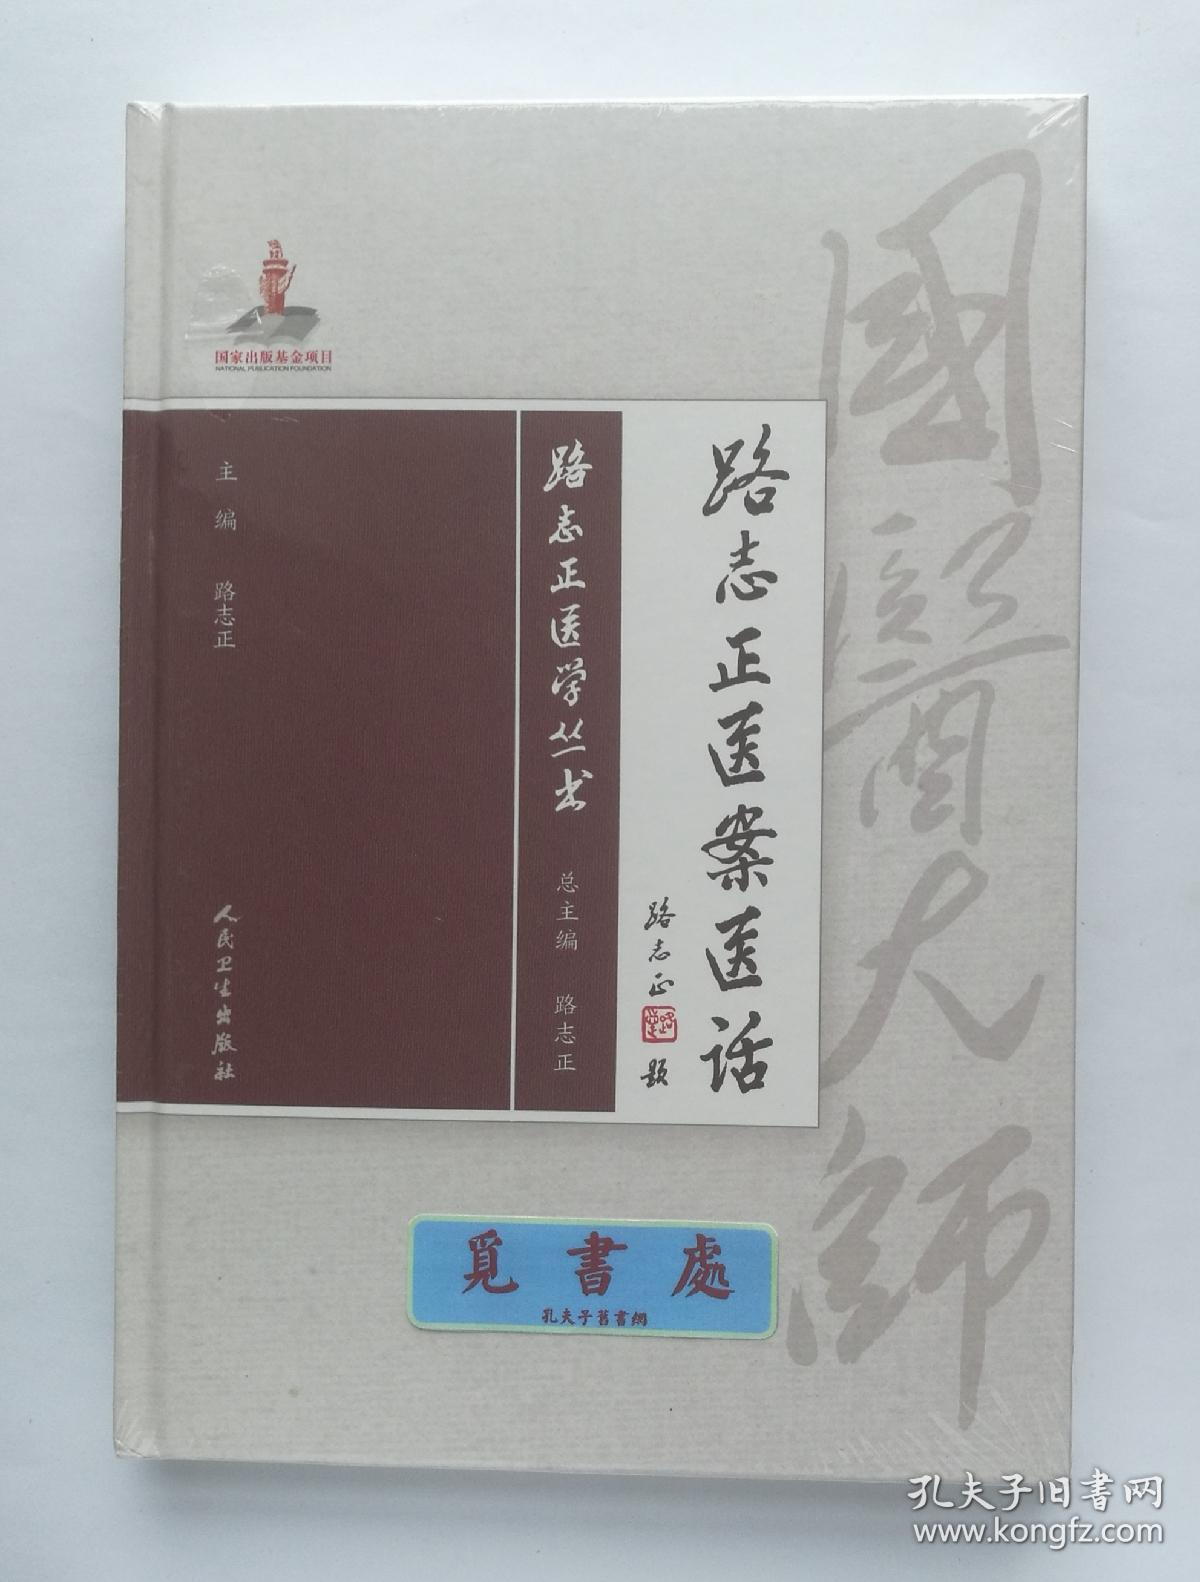 國醫大師
国家出版基金项目
NATIONAL PUBLICATION FOUNDATION
路志正医案医话
路志正
题
路志正医学丛书
总主编 路志正
主编 路志正
人民卫生出版社
覓書處
孔夫子舊書網
孔夫子旧书网
www.kongfz.com